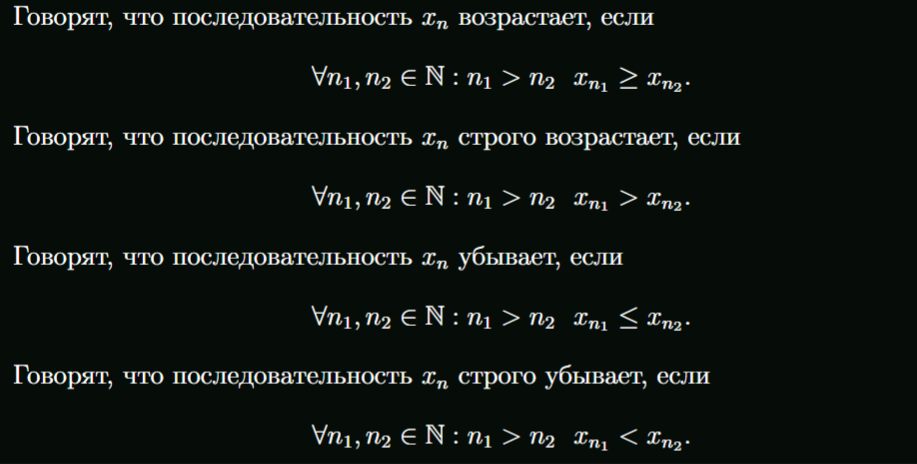 Говорят, что последовательность xₙ возрастает, если
∀n₁, n₂ ∈ ℕ : n₁ > n₂ xₙ₁ ≥ xₙ₂.
Говорят, что последовательность xₙ строго возрастает, если
∀n₁, n₂ ∈ ℕ : n₁ > n₂ xₙ₁ > xₙ₂.
Говорят, что последовательность xₙ убывает, если
∀n₁, n₂ ∈ ℕ : n₁ > n₂ xₙ₁ ≤ xₙ₂.
Говорят, что последовательность xₙ строго убывает, если
∀n₁, n₂ ∈ ℕ : n₁ > n₂ xₙ₁ < xₙ₂.